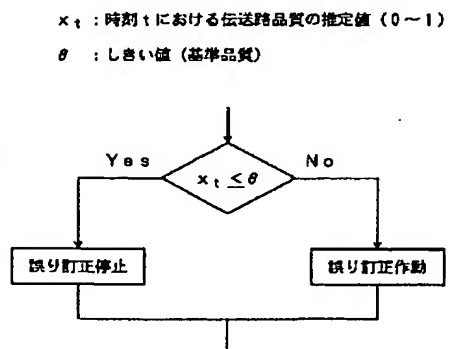 x t : 時刻tにおける伝送路品質の推定値 (0〜1)
θ : しきい値 (基準品質)
Yes
No
x t ≤ θ
誤り訂正停止
誤り訂正作動